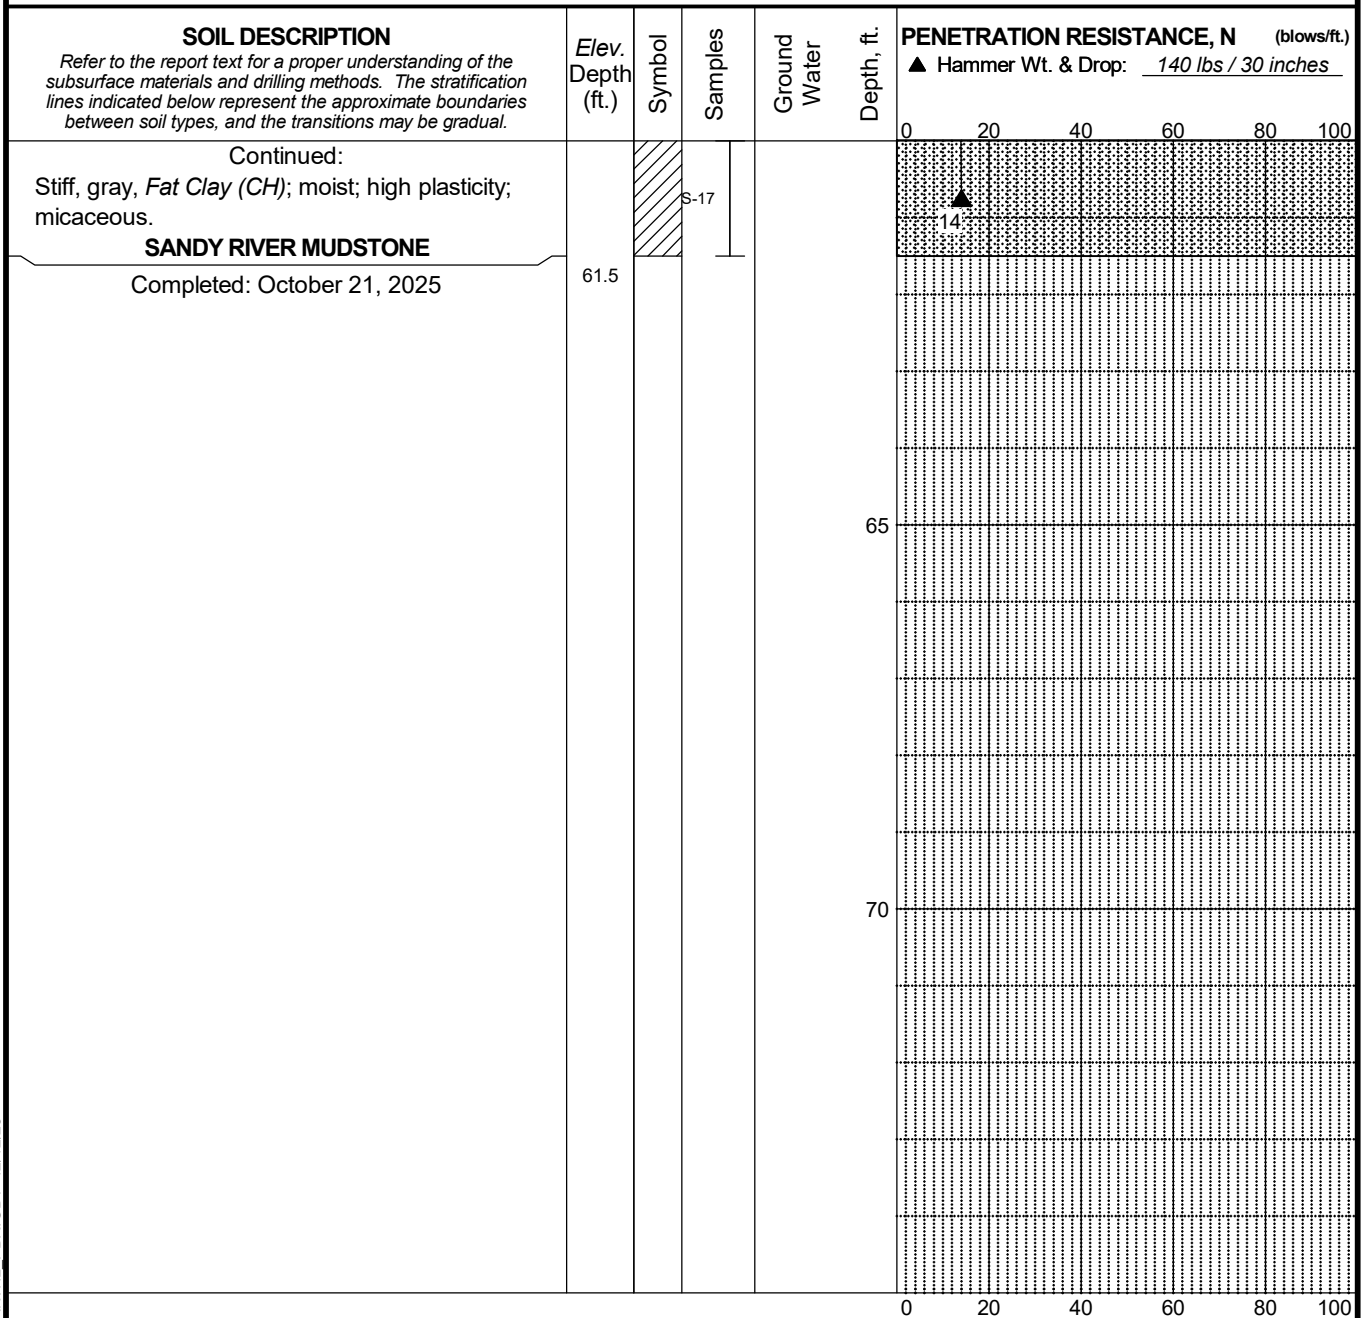 SOIL DESCRIPTION
Refer to the report text for a proper understanding of the
subsurface materials and drilling methods. The stratification
lines indicated below represent the approximate boundaries
between soil types, and the transitions may be gradual.
Elev.
Depth
(ft.)
Symbol
Samples
Ground
Water
Depth, ft.
PENETRATION RESISTANCE, N (blows/ft.)
▲ Hammer Wt. & Drop: 140 lbs / 30 inches
0 20 40 60 80 100
Continued:
Stiff, gray, Fat Clay (CH); moist; high plasticity;
micaceous.
SANDY RIVER MUDSTONE
S-17
14
Completed: October 21, 2025
61.5
65
70
0 20 40 60 80 100